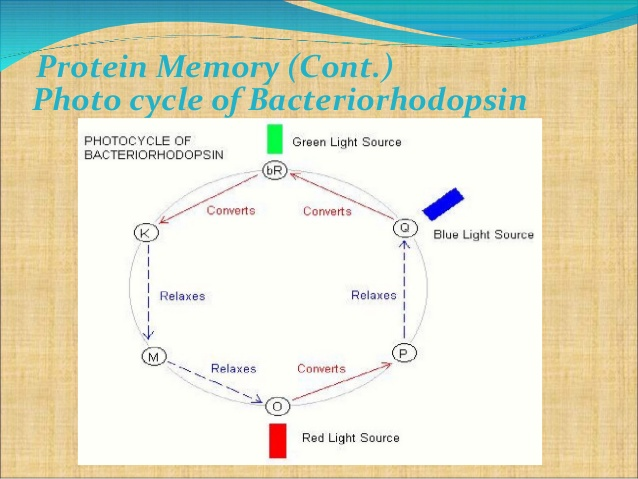 Protein Memory (Cont.)
Photo cycle of Bacteriorhodopsin
PHOTOCYCLE OF
BACTERIORHODOPSIN
Green Light Source
bR
Converts
Converts
K
Q
Blue Light Source
Relaxes
Relaxes
M
Relaxes
Converts
P
O
Red Light Source